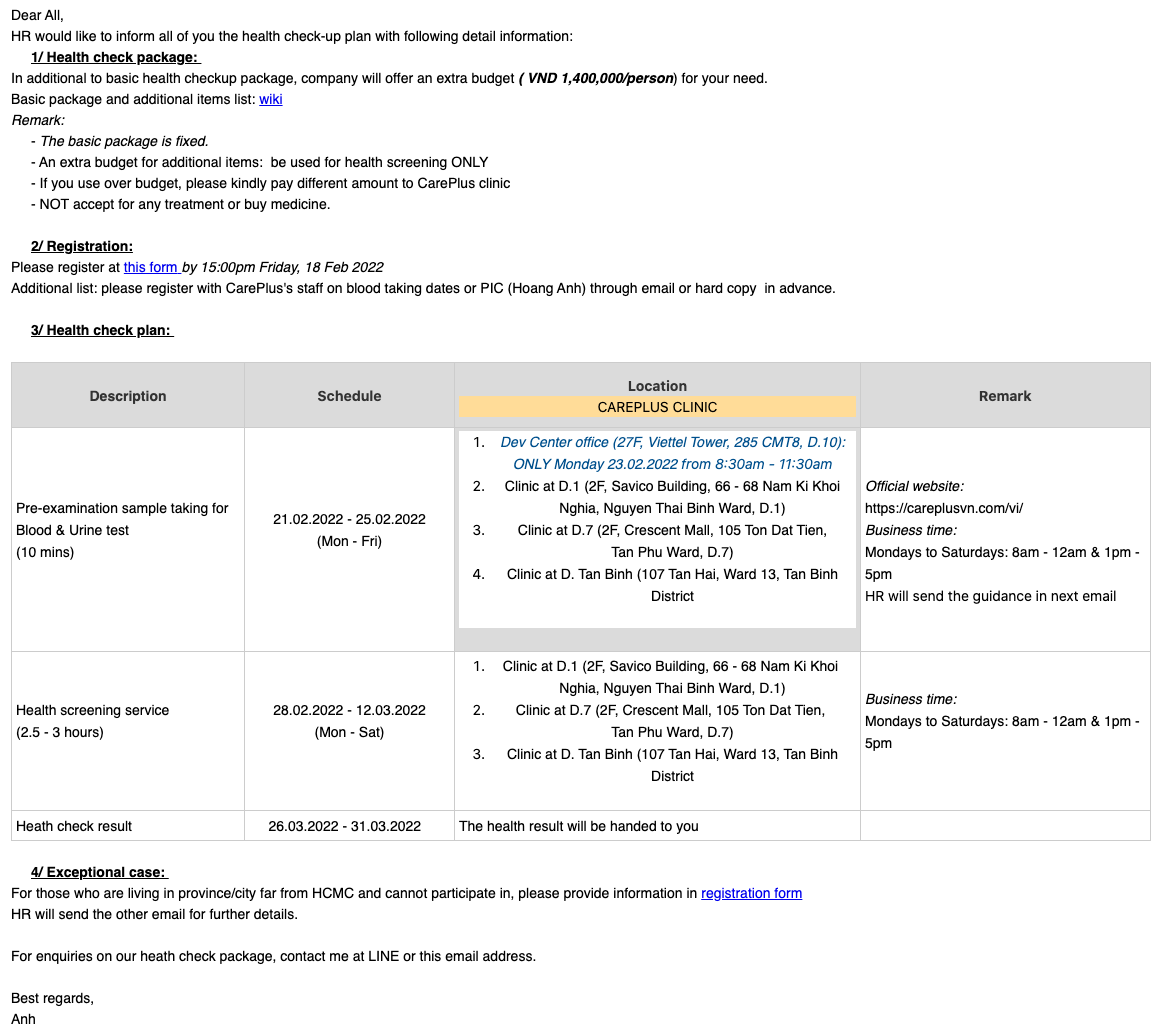 Dear All,
HR would like to inform all of you the health check-up plan with following detail information:
1/ Health check package:
In additional to basic health checkup package, company will offer an extra budget ( VND 1,400,000/person) for your need.
Basic package and additional items list: wiki
Remark:
- The basic package is fixed.
- An extra budget for additional items:  be used for health screening ONLY
- If you use over budget, please kindly pay different amount to CarePlus clinic
- NOT accept for any treatment or buy medicine.
2/ Registration:
Please register at this form by 15:00pm Friday, 18 Feb 2022
Additional list: please register with CarePlus's staff on blood taking dates or PIC (Hoang Anh) through email or hard copy  in advance.
3/ Health check plan:
Description
Schedule
Location
CAREPLUS CLINIC
Remark
Pre-examination sample taking for
Blood & Urine test
(10 mins)
21.02.2022 - 25.02.2022
(Mon - Fri)
1. Dev Center office (27F, Viettel Tower, 285 CMT8, D.10):
ONLY Monday 23.02.2022 from 8:30am - 11:30am
2. Clinic at D.1 (2F, Savico Building, 66 - 68 Nam Ki Khoi
Nghia, Nguyen Thai Binh Ward, D.1)
3. Clinic at D.7 (2F, Crescent Mall, 105 Ton Dat Tien,
Tan Phu Ward, D.7)
4. Clinic at D. Tan Binh (107 Tan Hai, Ward 13, Tan Binh
District
Official website:
https://careplusvn.com/vi/
Business time:
Mondays to Saturdays: 8am - 12am & 1pm -
5pm
HR will send the guidance in next email
Health screening service
(2.5 - 3 hours)
28.02.2022 - 12.03.2022
(Mon - Sat)
1. Clinic at D.1 (2F, Savico Building, 66 - 68 Nam Ki Khoi
Nghia, Nguyen Thai Binh Ward, D.1)
2. Clinic at D.7 (2F, Crescent Mall, 105 Ton Dat Tien,
Tan Phu Ward, D.7)
3. Clinic at D. Tan Binh (107 Tan Hai, Ward 13, Tan Binh
District
Business time:
Mondays to Saturdays: 8am - 12am & 1pm -
5pm
Heath check result
26.03.2022 - 31.03.2022
The health result will be handed to you
4/ Exceptional case:
For those who are living in province/city far from HCMC and cannot participate in, please provide information in registration form
HR will send the other email for further details.
For enquiries on our heath check package, contact me at LINE or this email address.
Best regards,
Anh